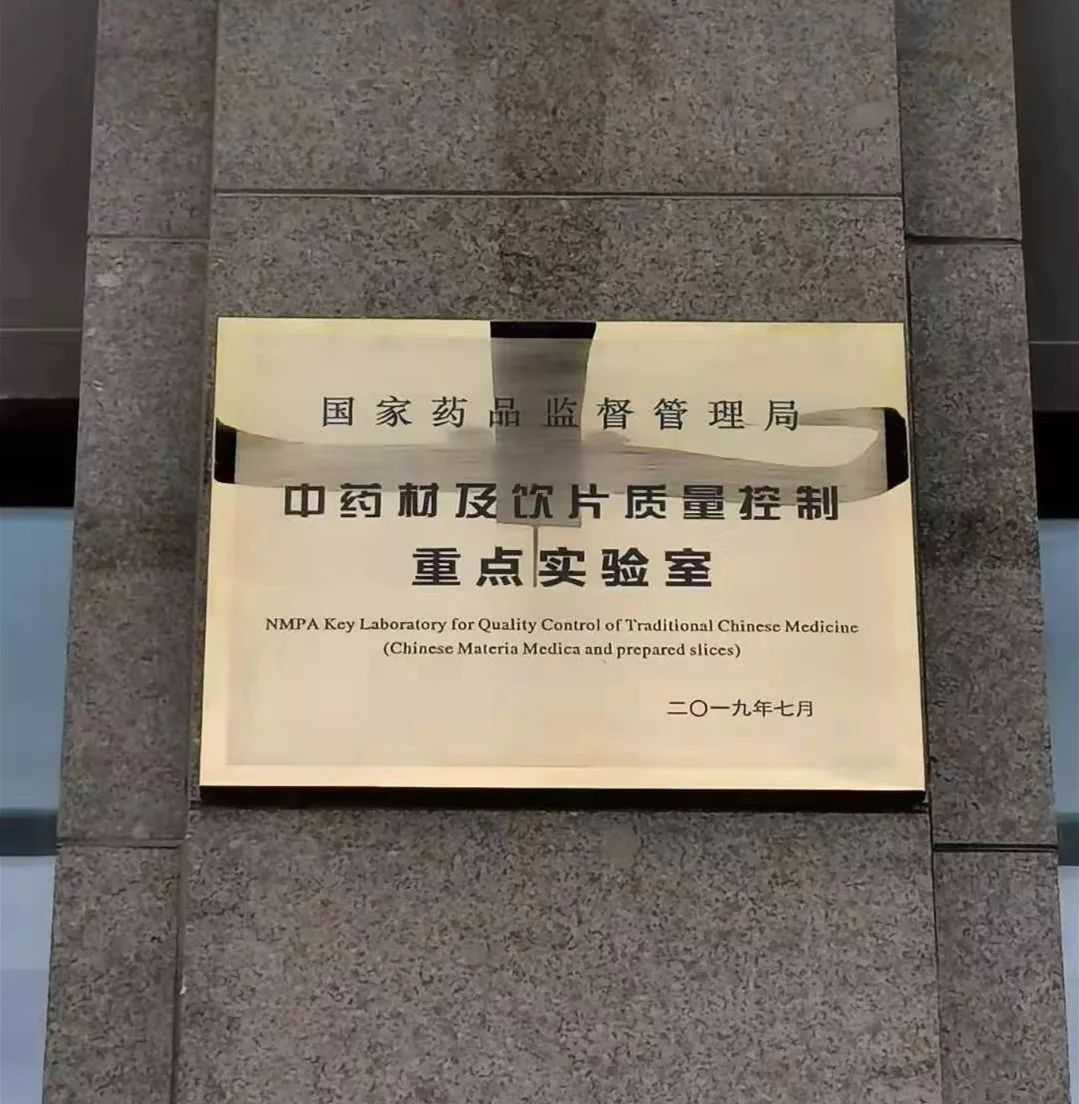 国家药品监督管理局
中药材及饮片质量控制
重点实验室
NMPA Key Laboratory for Quality Control of Traditional Chinese Medicine
(Chinese Materia Medica and prepared slices)
二〇一九年七月